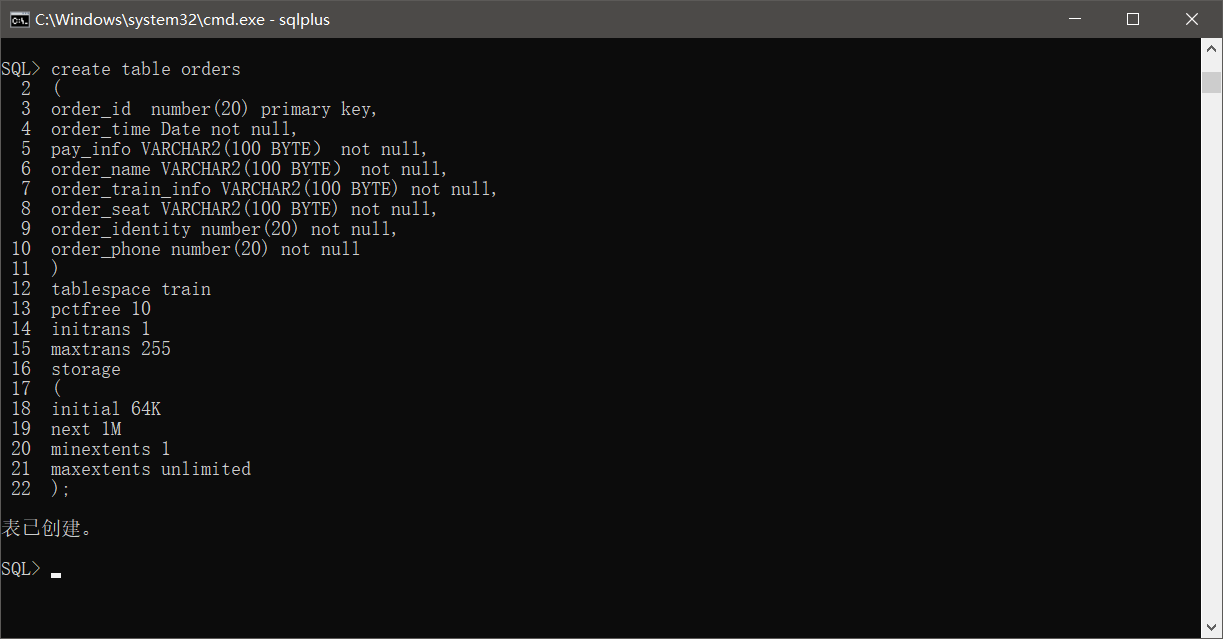 C:\Windows\system32\cmd.exe - sqlplus
SQL> create table orders
2 (
3 order_id  number(20) primary key,
4 order_time Date not null,
5 pay_info VARCHAR2(100 BYTE） not null,
6 order_name VARCHAR2(100 BYTE） not null,
7 order_train_info VARCHAR2(100 BYTE) not null,
8 order_seat VARCHAR2(100 BYTE) not null,
9 order_identity number(20) not null,
10 order_phone number(20) not null
11 )
12 tablespace train
13 pctfree 10
14 initrans 1
15 maxtrans 255
16 storage
17 (
18 initial 64K
19 next 1M
20 minextents 1
21 maxextents unlimited
22 );
表已创建。
SQL>